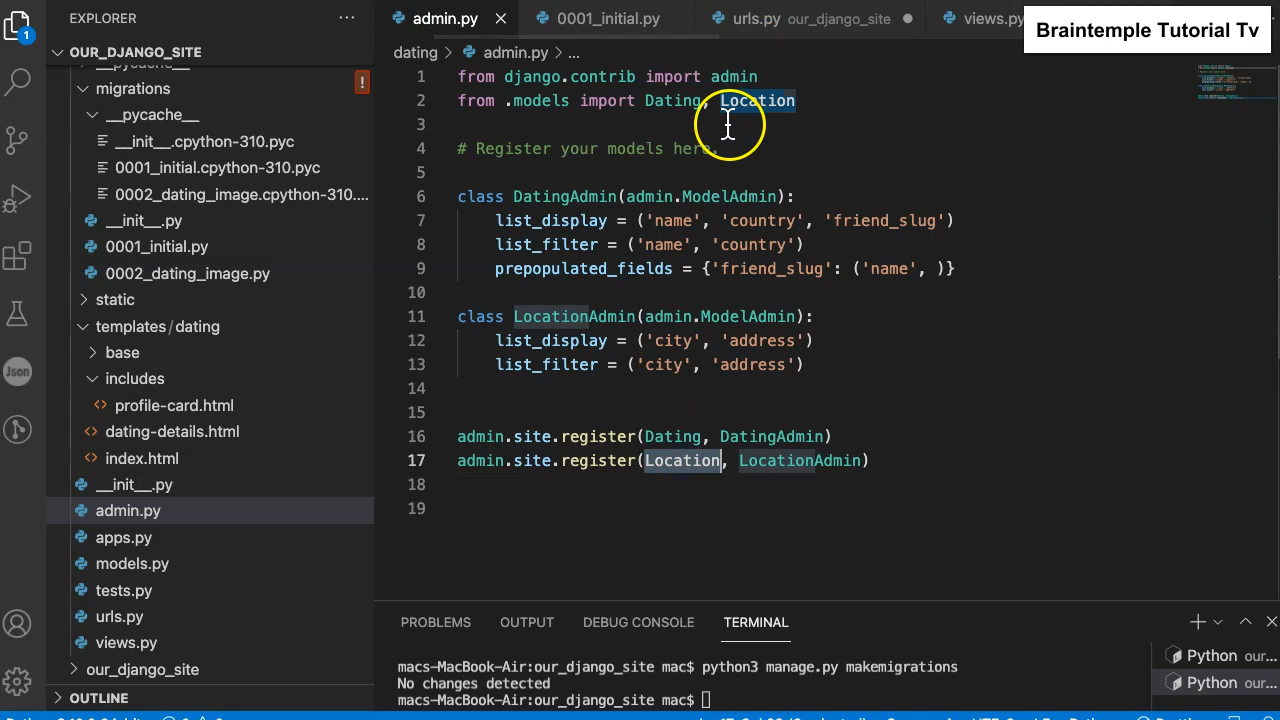 EXPLORER
OUR_DJANGO_SITE
migrations
__pycache__
__init__.cpython-310.pyc
0001_initial.cpython-310.pyc
0002_dating_image.cpython-310....
__init__.py
0001_initial.py
0002_dating_image.py
static
templates/dating
base
includes
profile-card.html
dating-details.html
index.html
__init__.py
admin.py
apps.py
models.py
tests.py
urls.py
views.py
our_django_site
OUTLINE
Json
1
!
admin.py
0001_initial.py
urls.py our_django_site
views.py
Braintemple Tutorial Tv
dating > admin.py > ...
1 from django.contrib import admin
2 from .models import Dating, Location
3
4 # Register your models here.
5
6 class DatingAdmin(admin.ModelAdmin):
7 list_display = ('name', 'country', 'friend_slug')
8 list_filter = ('name', 'country')
9 prepopulated_fields = {'friend_slug': ('name', )}
10
11 class LocationAdmin(admin.ModelAdmin):
12 list_display = ('city', 'address')
13 list_filter = ('city', 'address')
14
15
16 admin.site.register(Dating, DatingAdmin)
17 admin.site.register(Location, LocationAdmin)
18
19
PROBLEMS OUTPUT DEBUG CONSOLE TERMINAL
macs-MacBook-Air:our_django_site mac$ python3 manage.py makemigrations
No changes detected
macs-MacBook-Air:our_django_site mac$
Python our...
Python our...